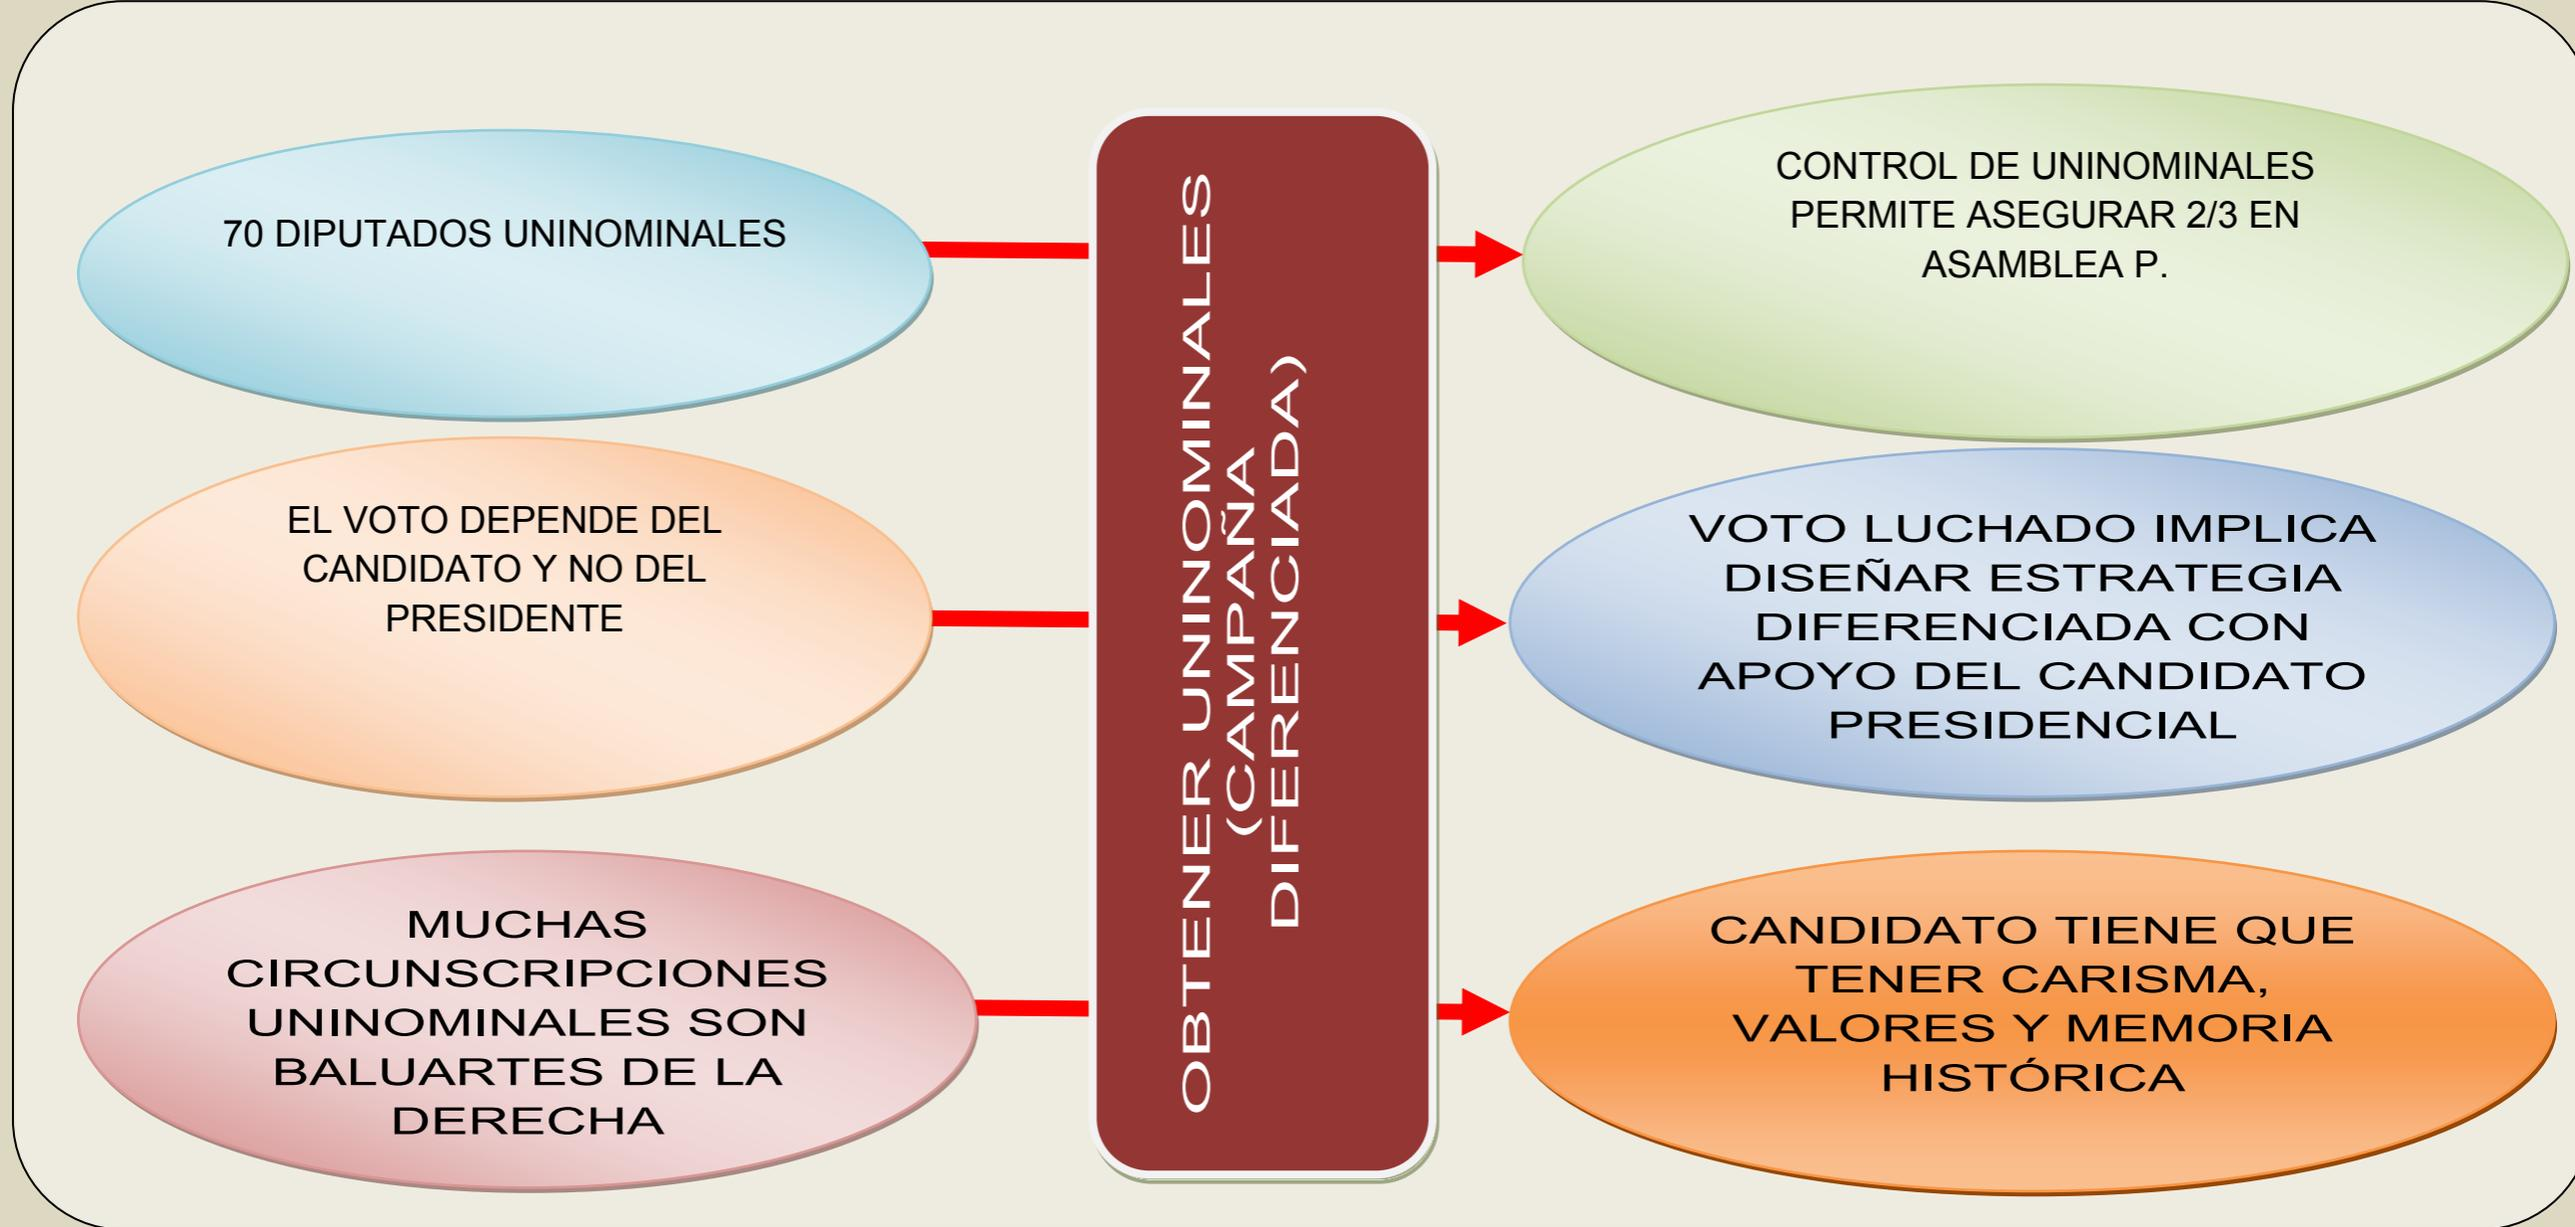 70 DIPUTADOS UNINOMINALES
EL VOTO DEPENDE DEL
CANDIDATO Y NO DEL
PRESIDENTE
MUCHAS
CIRCUNSCRIPCIONES
UNINOMINALES SON
BALUARTES DE LA
DERECHA
OBTENER UNINOMINALES
(CAMPAÑA
DIFERENCIADA)
CONTROL DE UNINOMINALES
PERMITE ASEGURAR 2/3 EN
ASAMBLEA P.
VOTO LUCHADO IMPLICA
DISEÑAR ESTRATEGIA
DIFERENCIADA CON
APOYO DEL CANDIDATO
PRESIDENCIAL
CANDIDATO TIENE QUE
TENER CARISMA,
VALORES Y MEMORIA
HISTÓRICA